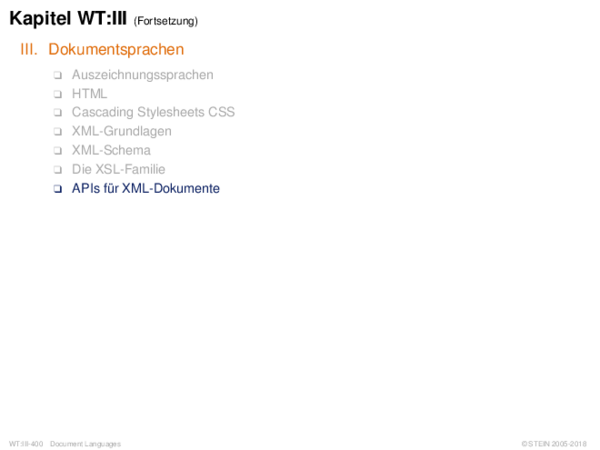 Kapitel WT:III (Fortsetzung)
III. Dokumentsprachen
❑ Auszeichnungssprachen
❑ HTML
❑ Cascading Stylesheets CSS
❑ XML-Grundlagen
❑ XML-Schema
❑ Die XSL-Familie
❑ APIs für XML-Dokumente
WT:III-400 Document Languages © STEIN 2005-2018